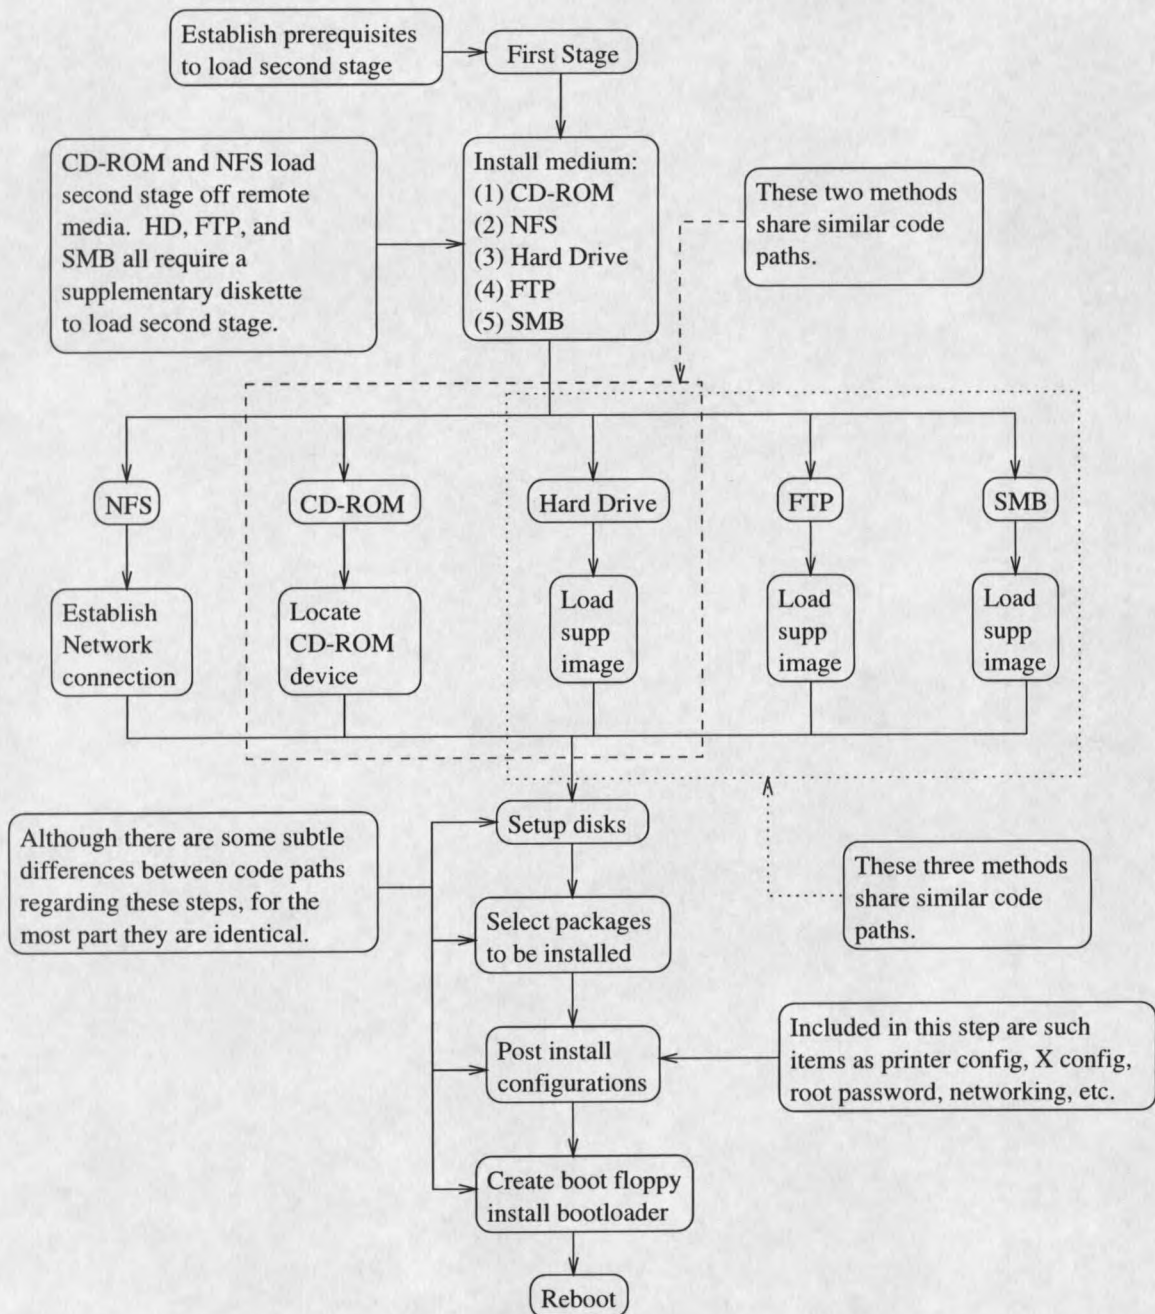 Establish prerequisites
to load second stage
First Stage
CD-ROM and NFS load
second stage off remote
media.  HD, FTP, and
SMB all require a
supplementary diskette
to load second stage.
Install medium:
(1) CD-ROM
(2) NFS
(3) Hard Drive
(4) FTP
(5) SMB
These two methods
share similar code
paths.
NFS
CD-ROM
Hard Drive
FTP
SMB
Establish
Network
connection
Locate
CD-ROM
device
Load
supp
image
Load
supp
image
Load
supp
image
Setup disks
Although there are some subtle
differences between code paths
regarding these steps, for the
most part they are identical.
These three methods
share similar code
paths.
Select packages
to be installed
Post install
configurations
Included in this step are such
items as printer config, X config,
root password, networking, etc.
Create boot floppy
install bootloader
Reboot